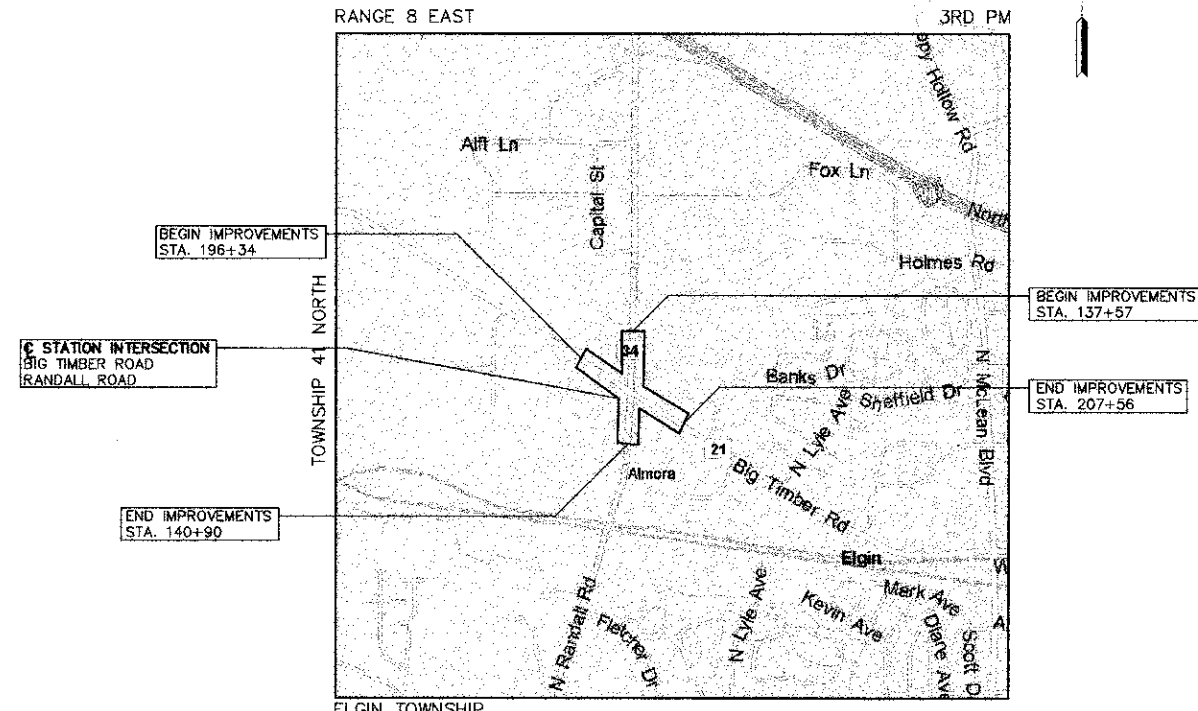 RANGE 8 EAST
3RD PM
ppy Hollow Rd
Alft Ln
Capital St
Fox Ln
North
BEGIN IMPROVEMENTS
STA. 196+34
Holmes Rd
TOWNSHIP 41 NORTH
BEGIN IMPROVEMENTS
STA. 137+57
℄ STATION INTERSECTION
BIG TIMBER ROAD
RANDALL ROAD
34
Banks Dr
Sheffield Dr
N McLean Blvd
END IMPROVEMENTS
STA. 207+56
N Lyle Ave
21
Almora
Big Timber Rd
END IMPROVEMENTS
STA. 140+90
Elgin
W
N Randall Rd
Fletcher Dr
N Lyle Ave
Kevin Ave
Mark Ave
Diane Ave
Scott D
A
ELGIN TOWNSHIP